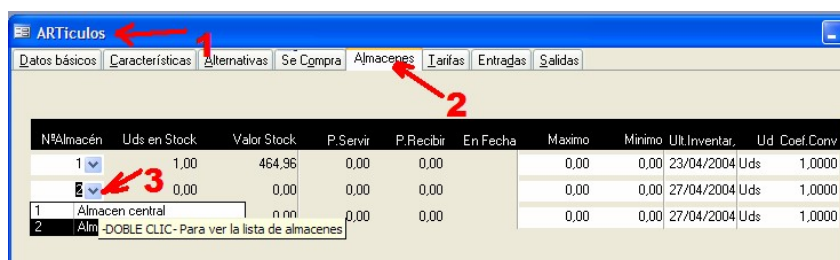 ARTiculos
1
Datos básicos Características Alternativas Se Compra Almacenes Tarifas Entradas Salidas
2
NºAlmacén Uds en Stock Valor Stock P.Servir P.Recibir En Fecha Maximo Minimo Ult.Inventar, Ud Coef.Conv
1 1,00 464,96 0,00 0,00 0,00 0,00 23/04/2004 Uds 1,0000
2 3 0,00 0,00 0,00 0,00 0,00 0,00 27/04/2004 Uds 1,0000
1 Almacen central 0,00 0,00 0,00 0,00 0,00 27/04/2004 Uds 1,0000
2 Alm -DOBLE CLIC- Para ver la lista de almacenes